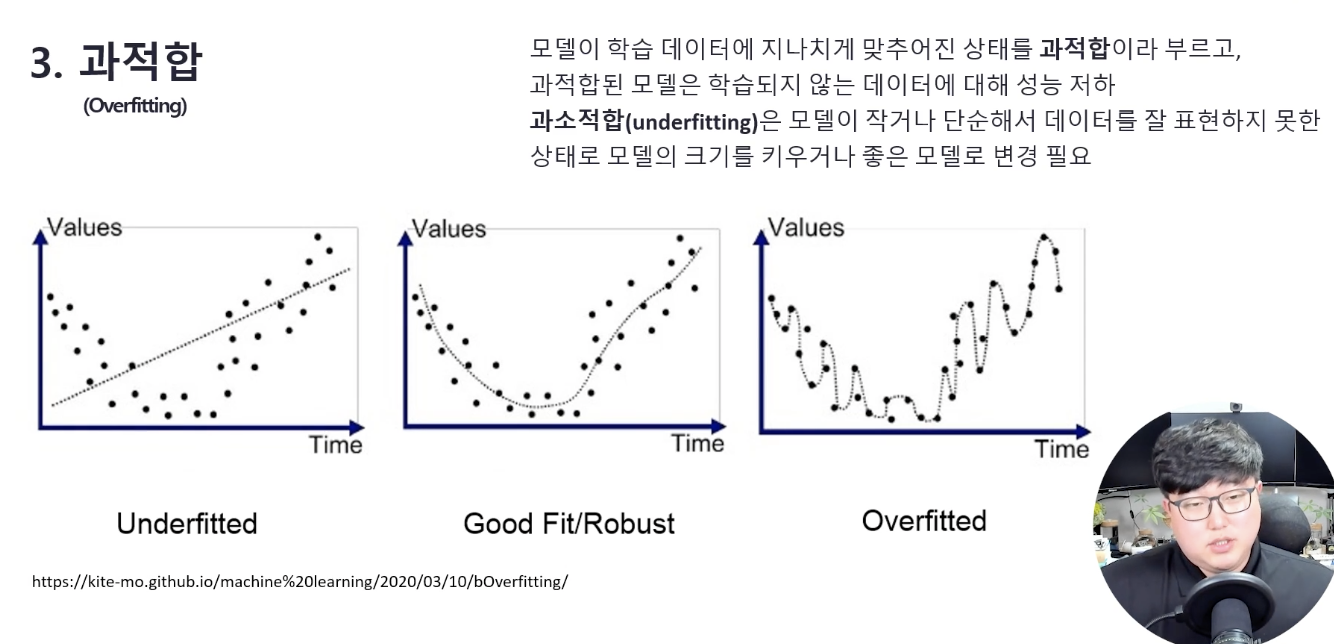 3. 과적합
(Overfitting)
모델이 학습 데이터에 지나치게 맞추어진 상태를 과적합이라 부르고,
과적합된 모델은 학습되지 않는 데이터에 대해 성능 저하
과소적합(underfitting)은 모델이 작거나 단순해서 데이터를 잘 표현하지 못한
상태로 모델의 크기를 키우거나 좋은 모델로 변경 필요
Values
Time
Underfitted
Values
Time
Good Fit/Robust
Values
Time
Overfitted
https://kite-mo.github.io/machine%20learning/2020/03/10/bOverfitting/